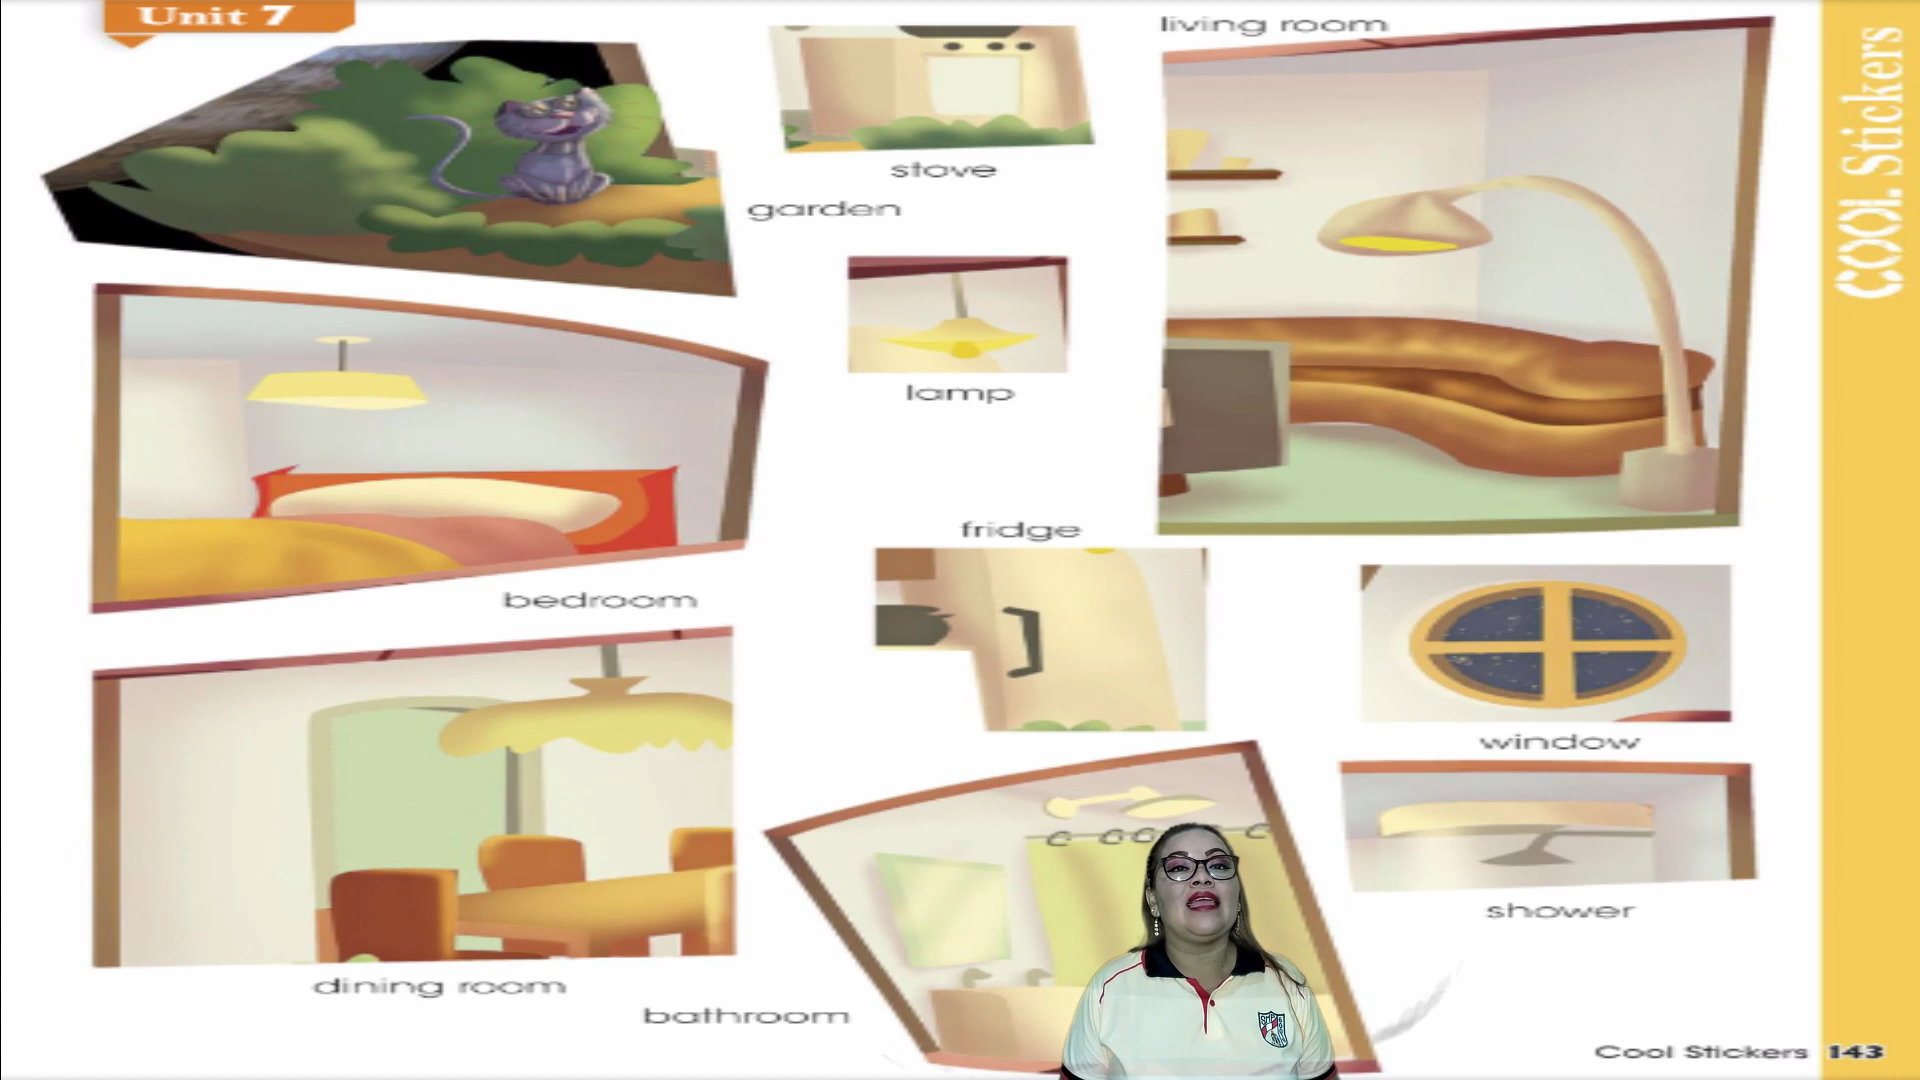 Unit 7
living room
stove
garden
lamp
fridge
bedroom
window
shower
dining room
bathroom
Cool Stickers 143
COOL Stickers